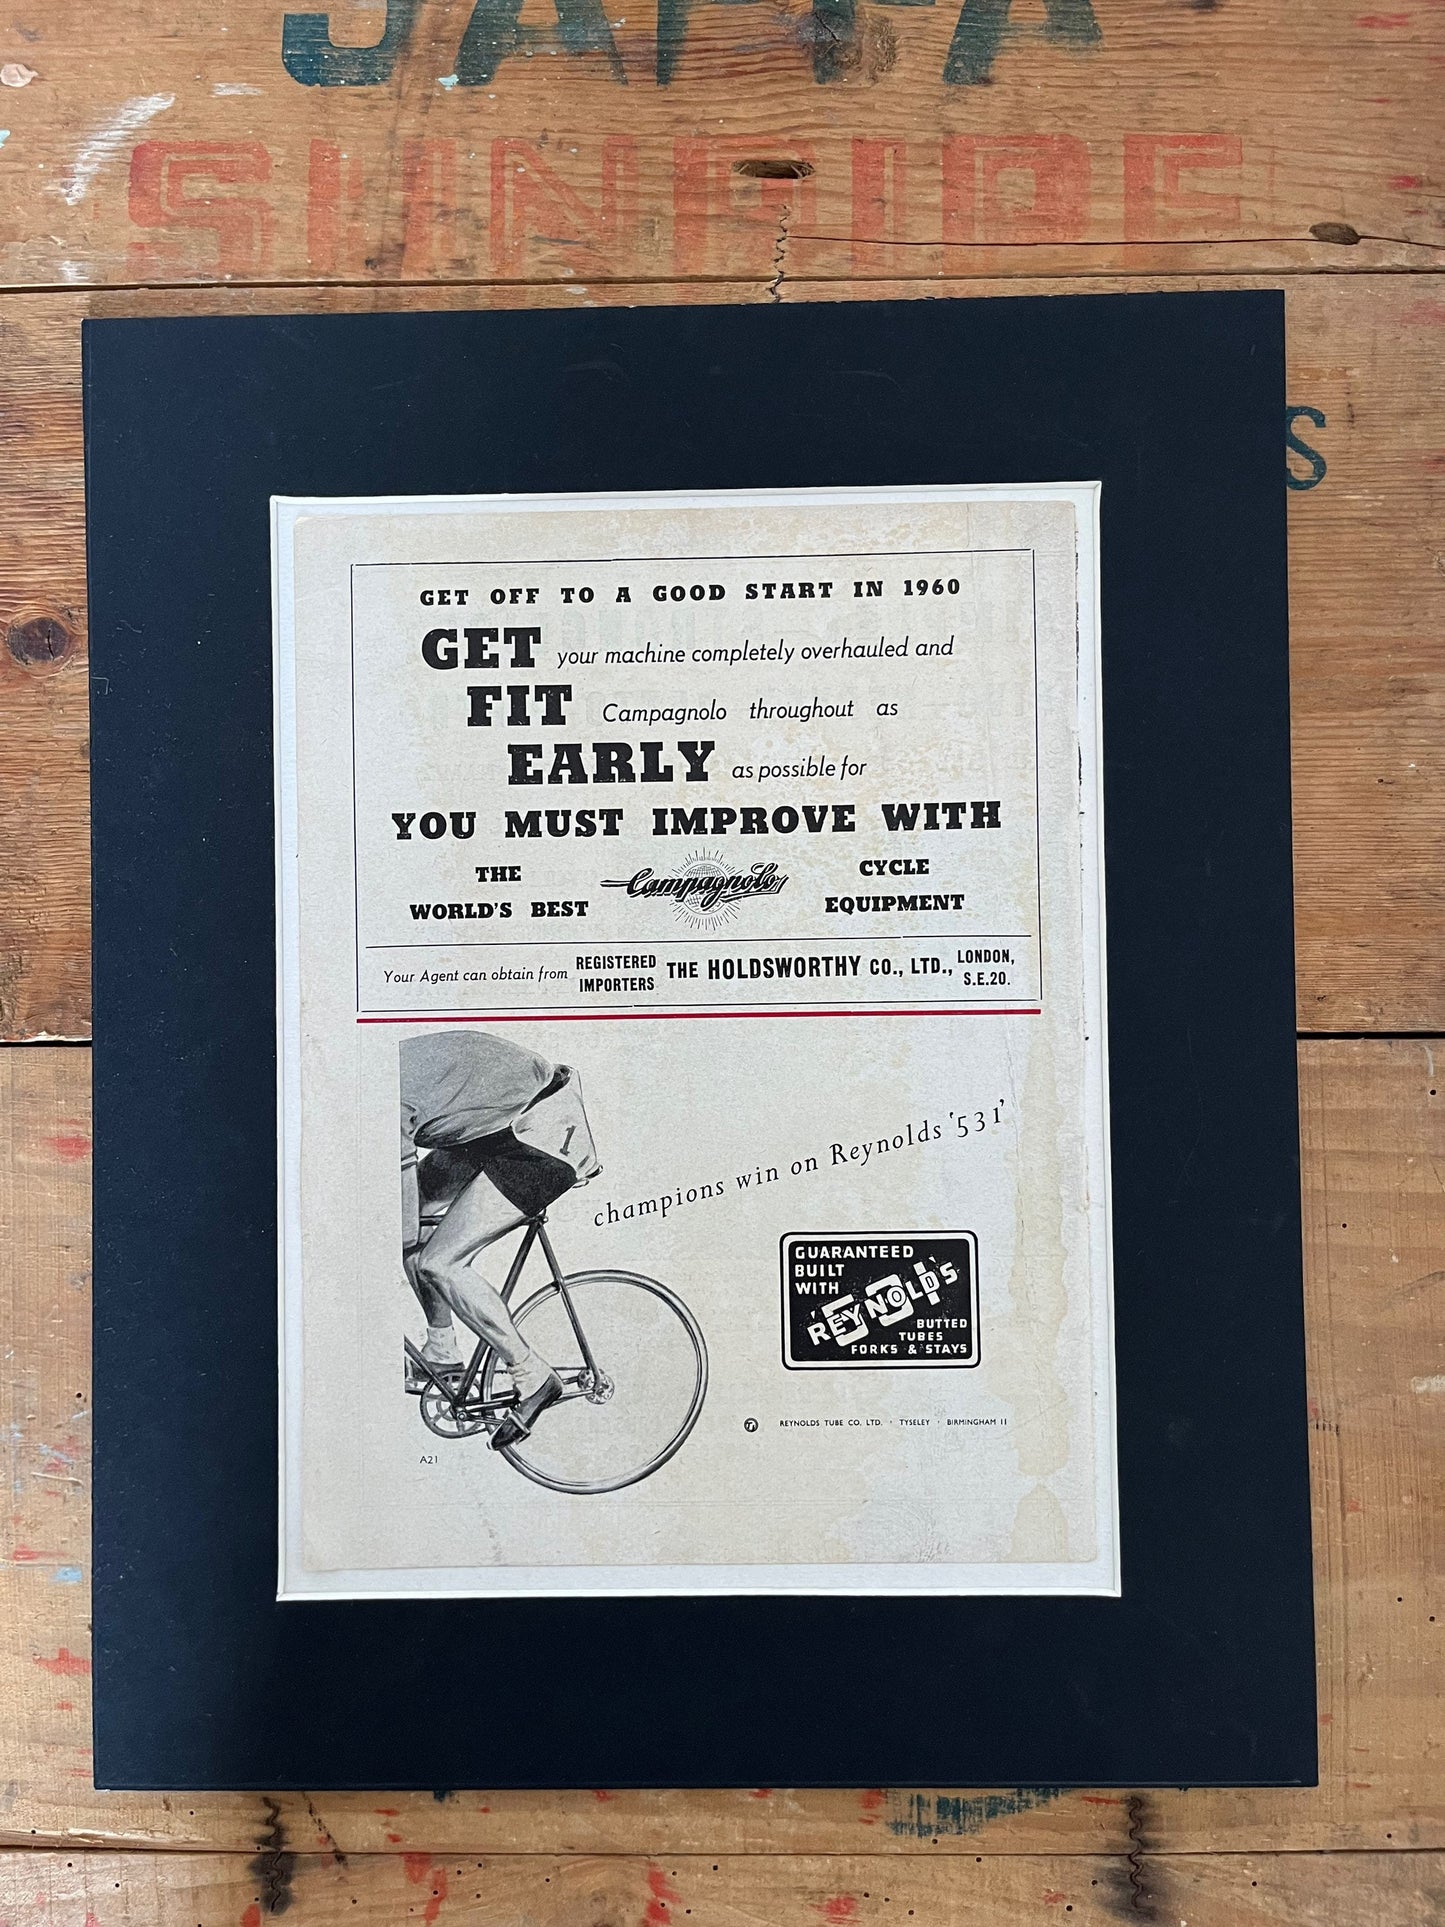 JAFFA
GET OFF TO A GOOD START IN 1960
GET your machine completely overhauled and
FIT Campagnolo throughout as
EARLY as possible for
YOU MUST IMPROVE WITH
THE WORLD'S BEST
Campagnolo
CYCLE EQUIPMENT
Your Agent can obtain from REGISTERED IMPORTERS THE HOLDSWORTHY CO., LTD., LONDON, S.E.20.
1
champions win on Reynolds '531'
GUARANTEED
BUILT
WITH
'REYNOLDS
531
BUTTED
TUBES
FORKS & STAYS
REYNOLDS TUBE CO. LTD. · TYSELEY · BIRMINGHAM 11
A21